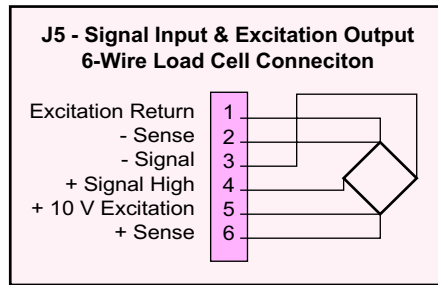 J5 - Signal Input & Excitation Output
6-Wire Load Cell Conneciton
Excitation Return 1
- Sense 2
- Signal 3
+ Signal High 4
+ 10 V Excitation 5
+ Sense 6